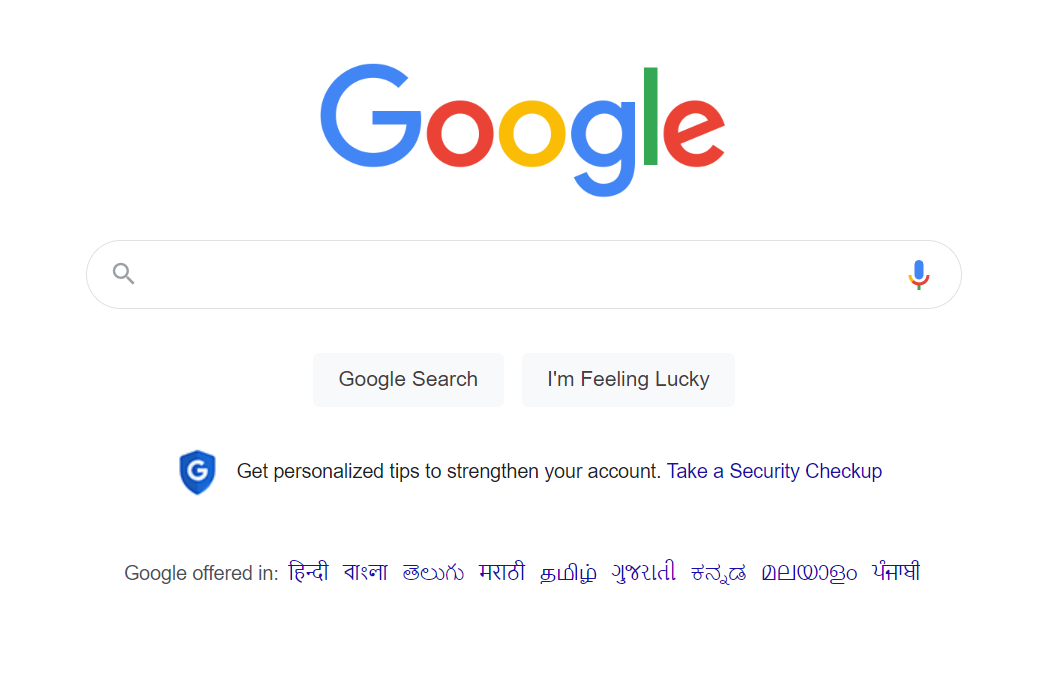 Google
Google Search I'm Feeling Lucky
G Get personalized tips to strengthen your account. Take a Security Checkup
Google offered in: हिन्दी বাংলা తెలుగు मराठी தமிழ் ગુજરાતી ಕನ್ನಡ മലയാളം ਪੰਜਾਬੀ